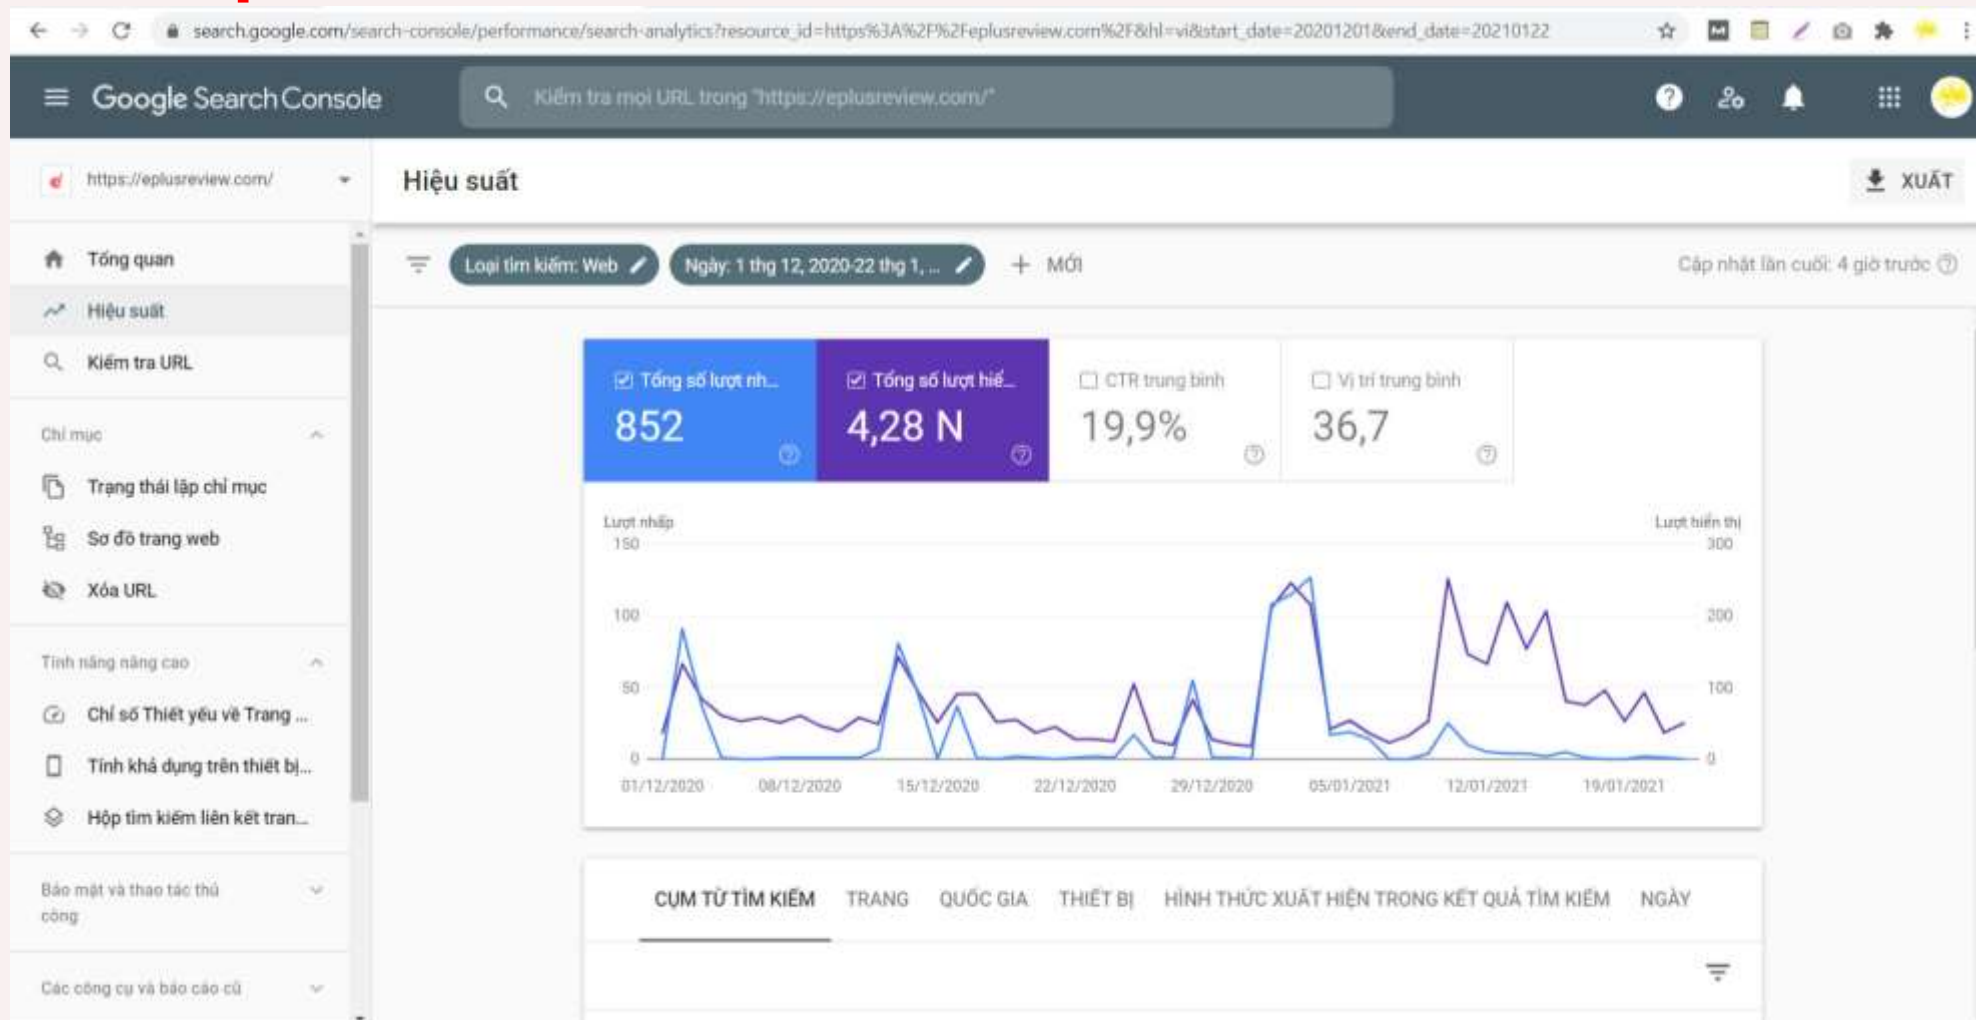 search.google.com/search-console/performance/search-analytics?resource_id=https%3A%2F%2Feplusreview.com%2F&hl=vi&start_date=20201201&end_date=20210122
Google Search Console
Kiểm tra mọi URL trong "https://eplusreview.com/"
https://eplusreview.com/
Hiệu suất
XUẤT
Tổng quan
Hiệu suất
Kiểm tra URL
Loại tìm kiếm: Web
Ngày: 1 thg 12, 2020-22 thg 1, ...
MỚI
Cập nhật lần cuối: 4 giờ trước
Chỉ mục
Trạng thái lập chỉ mục
Sơ đồ trang web
Xóa URL
Tính năng nâng cao
Chỉ số Thiết yếu về Trang ...
Tính khả dụng trên thiết bị...
Hộp tìm kiếm liên kết tran...
Bảo mật và thao tác thủ
công
Các công cụ và báo cáo cũ
Tổng số lượt nh...
852
Tổng số lượt hiể...
4,28 N
CTR trung bình
19,9%
Vị trí trung bình
36,7
Lượt nhấp
Lượt hiển thị
150
300
100
200
50
100
0
0
01/12/2020
08/12/2020
15/12/2020
22/12/2020
29/12/2020
05/01/2021
12/01/2021
19/01/2021
CỤM TỪ TÌM KIẾM
TRANG
QUỐC GIA
THIẾT BỊ
HÌNH THỨC XUẤT HIỆN TRONG KẾT QUẢ TÌM KIẾM
NGÀY